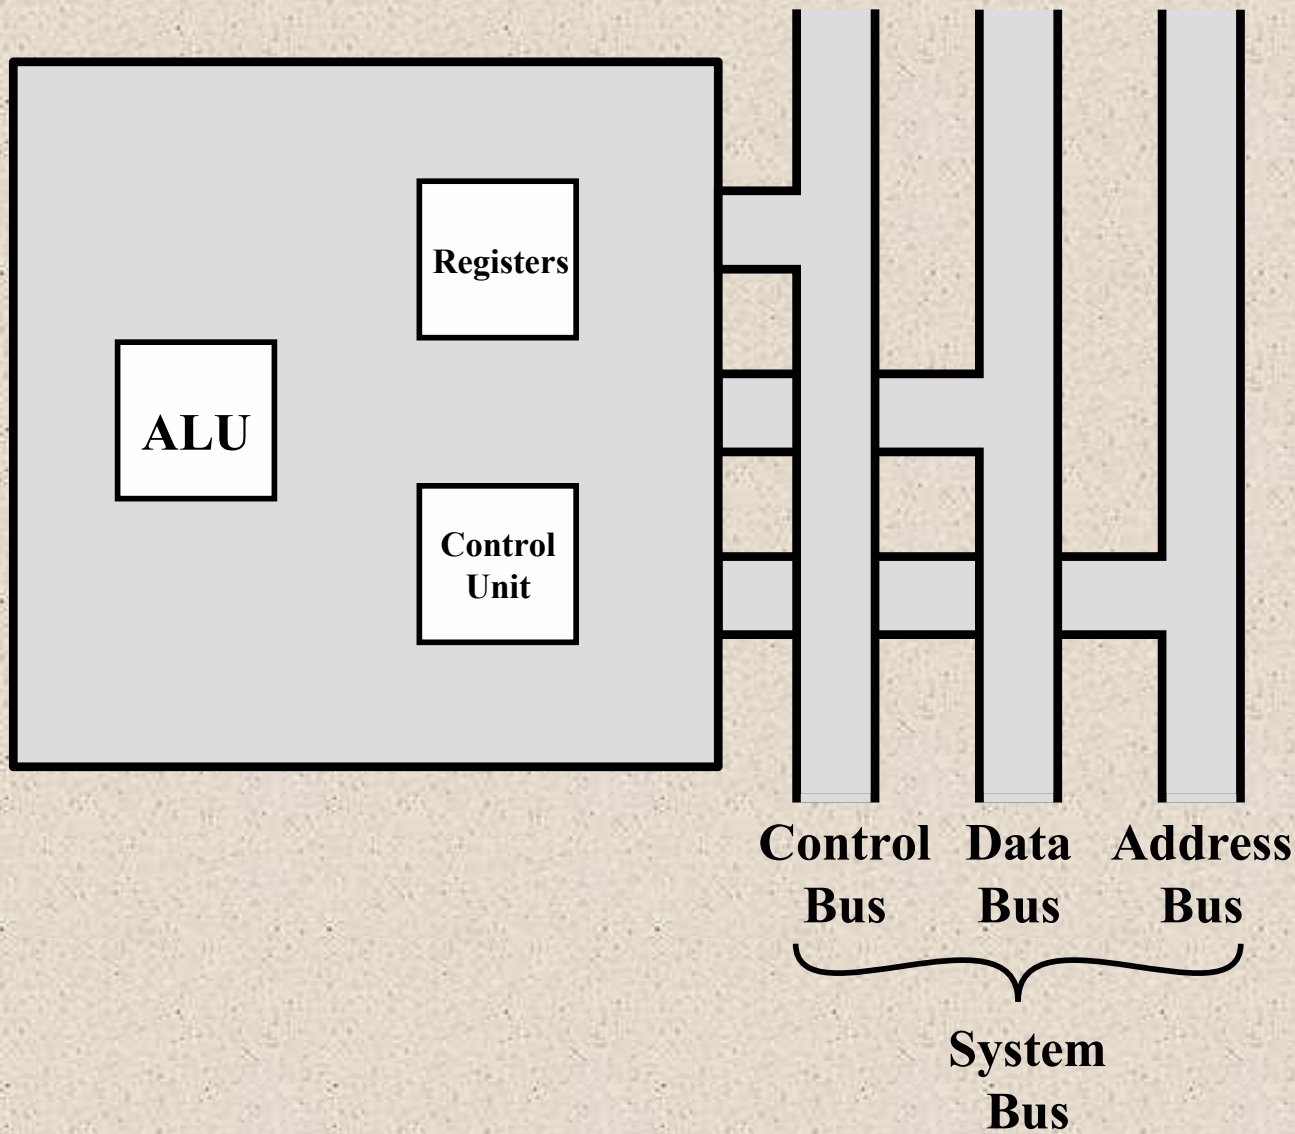 Registers
ALU
Control
Unit
Control
Bus
Data
Bus
Address
Bus
System
Bus